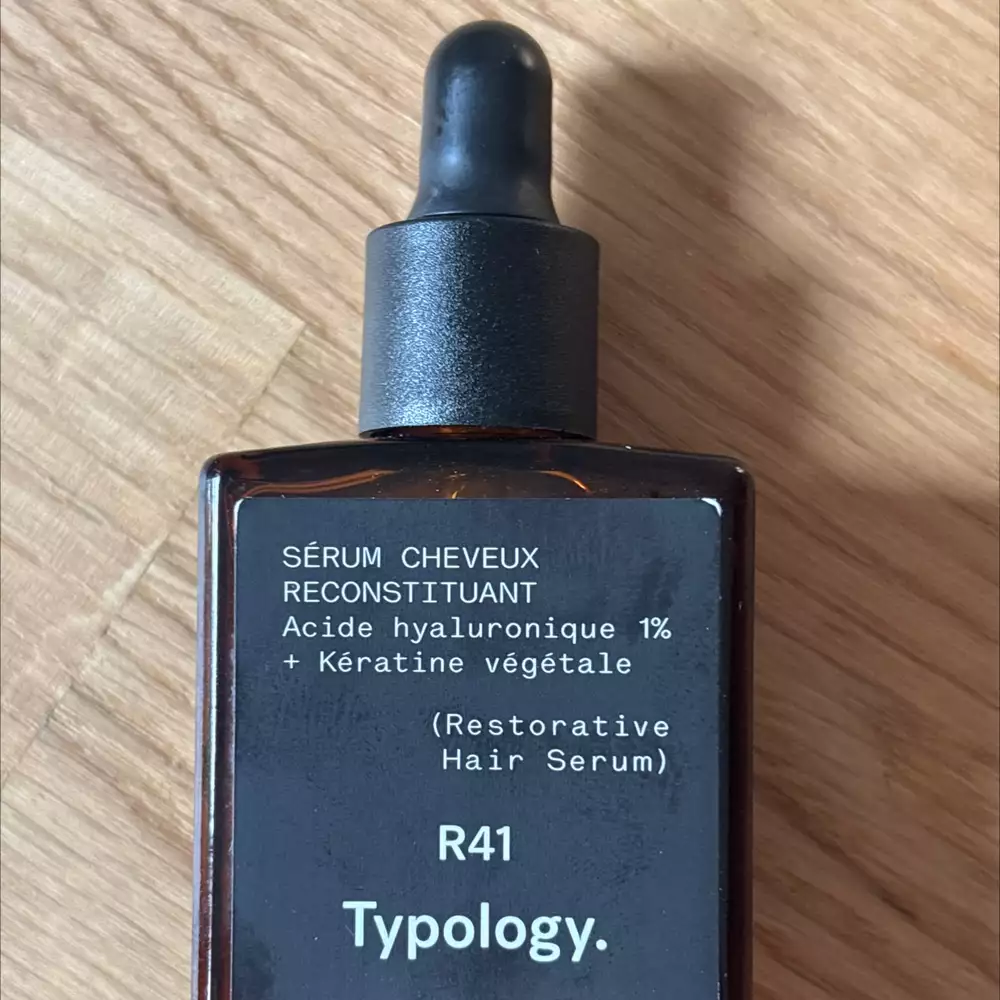 SÉRUM CHEVEUX
RECONSTITUANT
Acide hyaluronique 1%
+ Kératine végétale
(Restorative
Hair Serum)
R41
Typology.